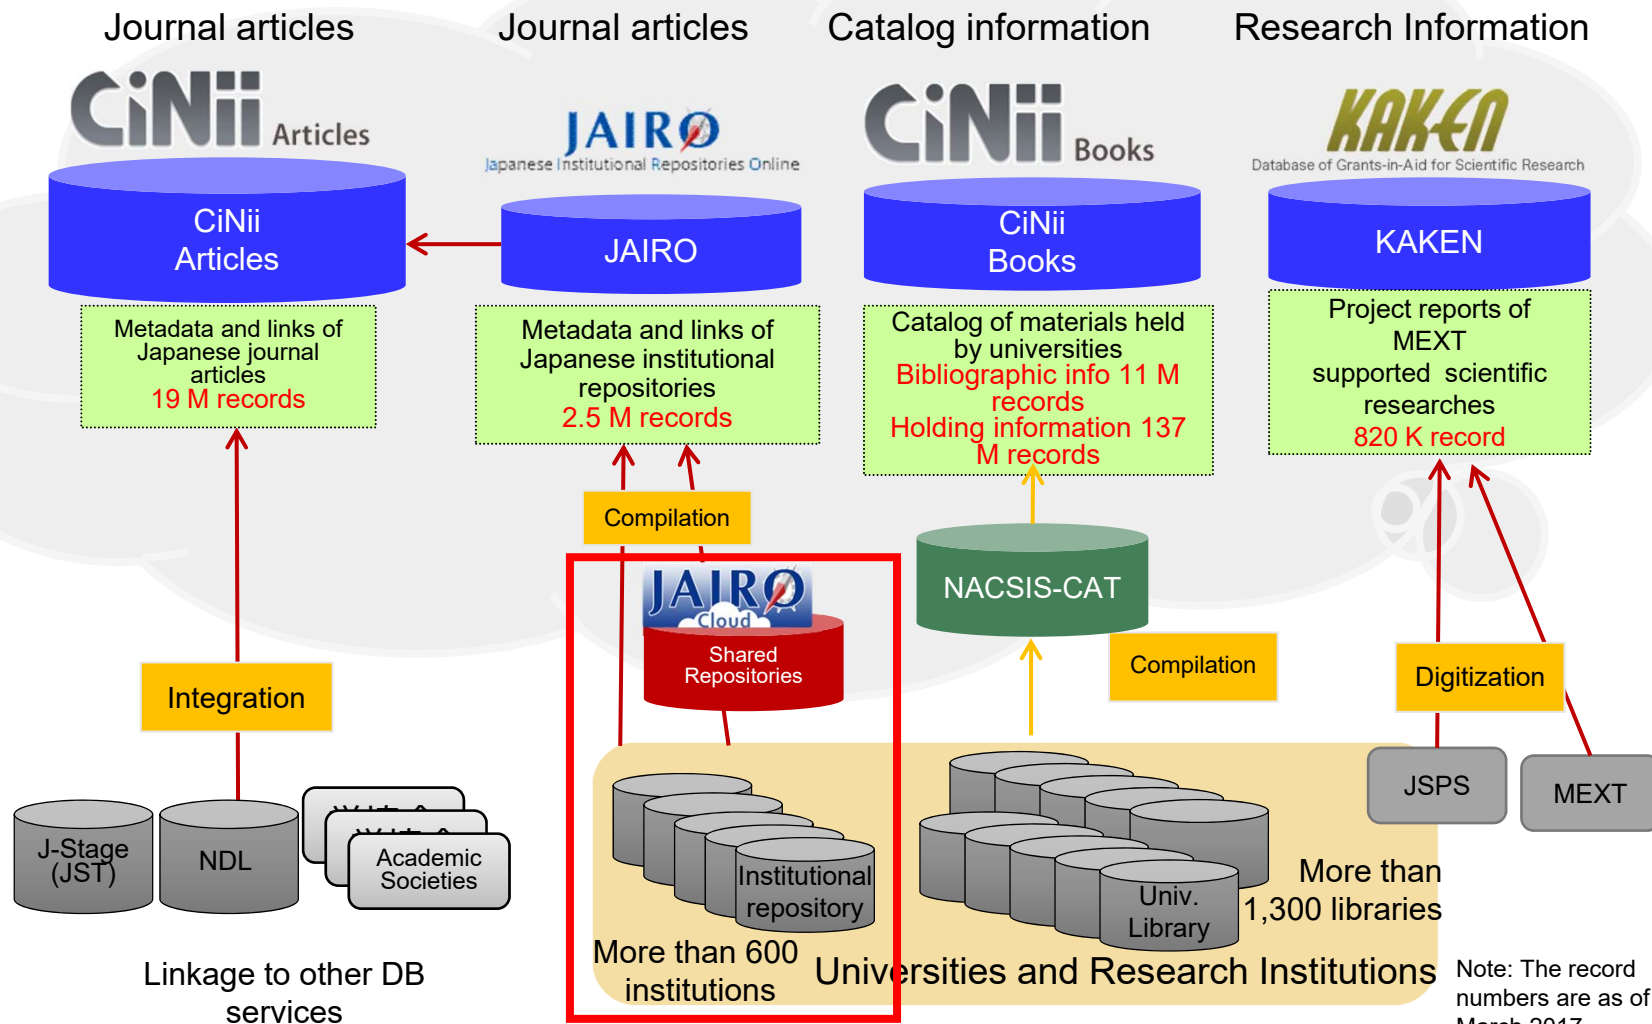 Journal articles
Journal articles
Catalog information
Research Information
CiNii Articles
JAIRO
Japanese Institutional Repositories Online
CiNii Books
KAKEN
Database of Grants-in-Aid for Scientific Research
CiNii
Articles
JAIRO
CiNii
Books
KAKEN
Metadata and links of
Japanese journal
articles
19 M records
Metadata and links of
Japanese institutional
repositories
2.5 M records
Catalog of materials held
by universities
Bibliographic info 11 M
records
Holding information 137
M records
Project reports of
MEXT
supported scientific
researches
820 K record
Compilation
JAIRO
Cloud
Shared
Repositories
NACSIS-CAT
Compilation
Integration
Digitization
J-Stage
(JST)
NDL
Academic
Societies
Institutional
repository
More than 600
institutions
Univ.
Library
More than
1,300 libraries
JSPS
MEXT
Universities and Research Institutions
Linkage to other DB
services
Note: The record
numbers are as of
March 2017